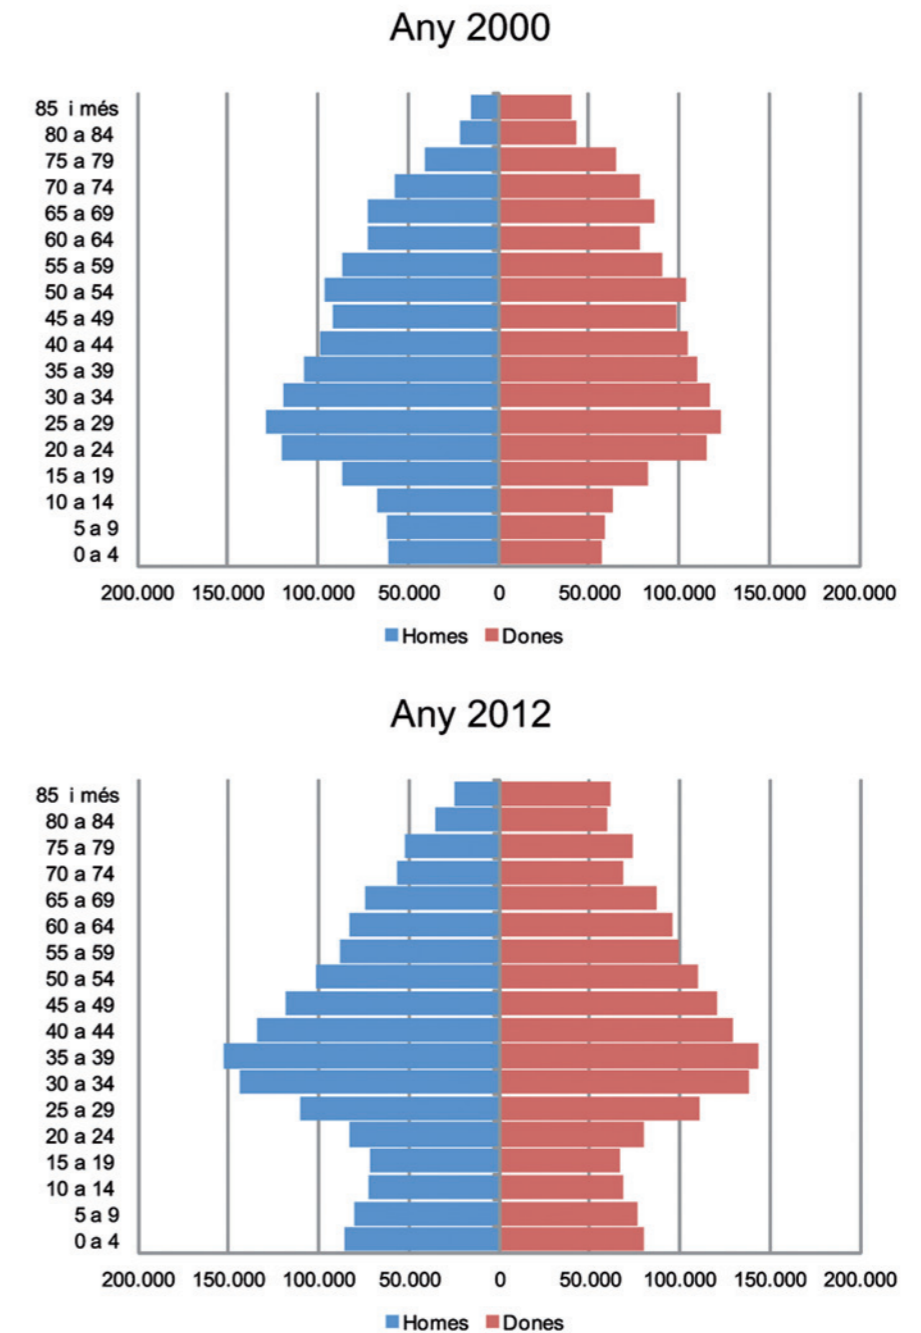 Any 2000
85 i més
80 a 84
75 a 79
70 a 74
65 a 69
60 a 64
55 a 59
50 a 54
45 a 49
40 a 44
35 a 39
30 a 34
25 a 29
20 a 24
15 a 19
10 a 14
5 a 9
0 a 4
200.000 150.000 100.000 50.000 0 50.000 100.000 150.000 200.000
Homes Dones
Any 2012
85 i més
80 a 84
75 a 79
70 a 74
65 a 69
60 a 64
55 a 59
50 a 54
45 a 49
40 a 44
35 a 39
30 a 34
25 a 29
20 a 24
15 a 19
10 a 14
5 a 9
0 a 4
200.000 150.000 100.000 50.000 0 50.000 100.000 150.000 200.000
Homes Dones